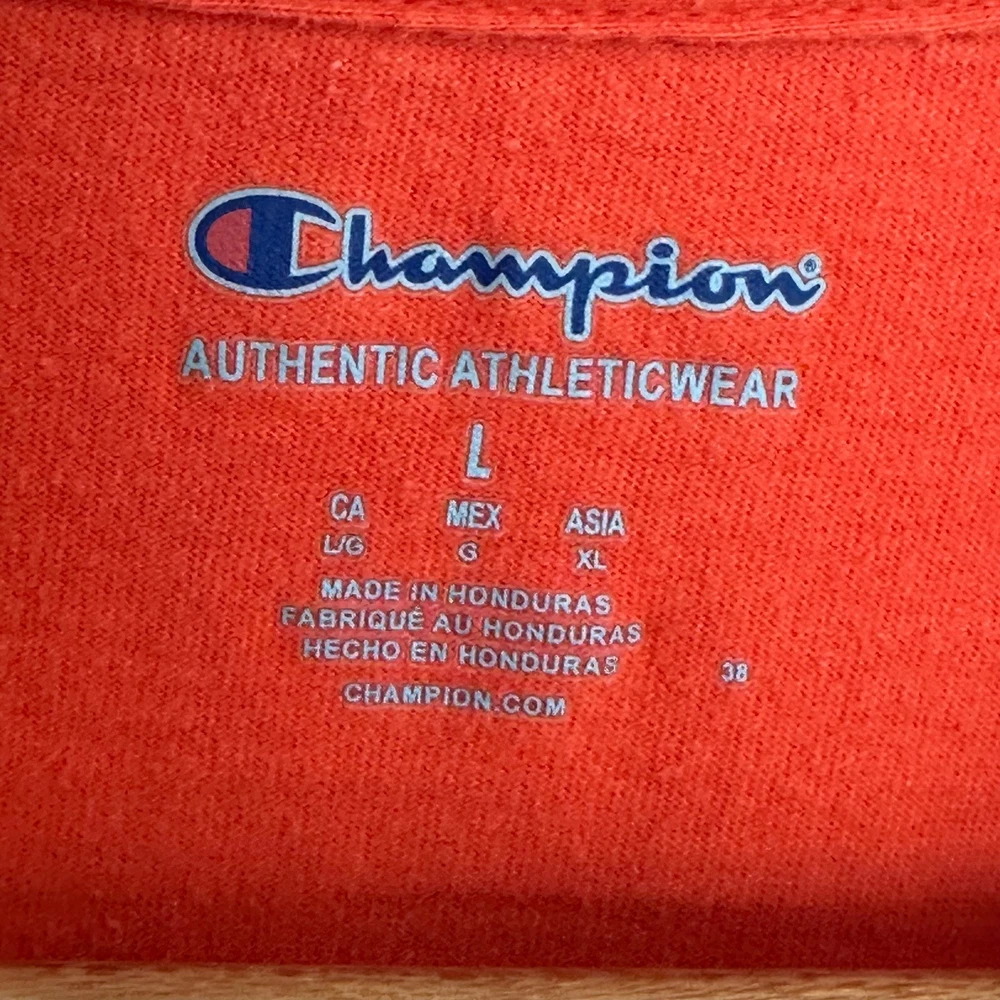 Champion®
AUTHENTIC ATHLETICWEAR
L
CA MEX ASIA
L/G G XL
MADE IN HONDURAS
FABRIQUÉ AU HONDURAS
HECHO EN HONDURAS 38
CHAMPION.COM